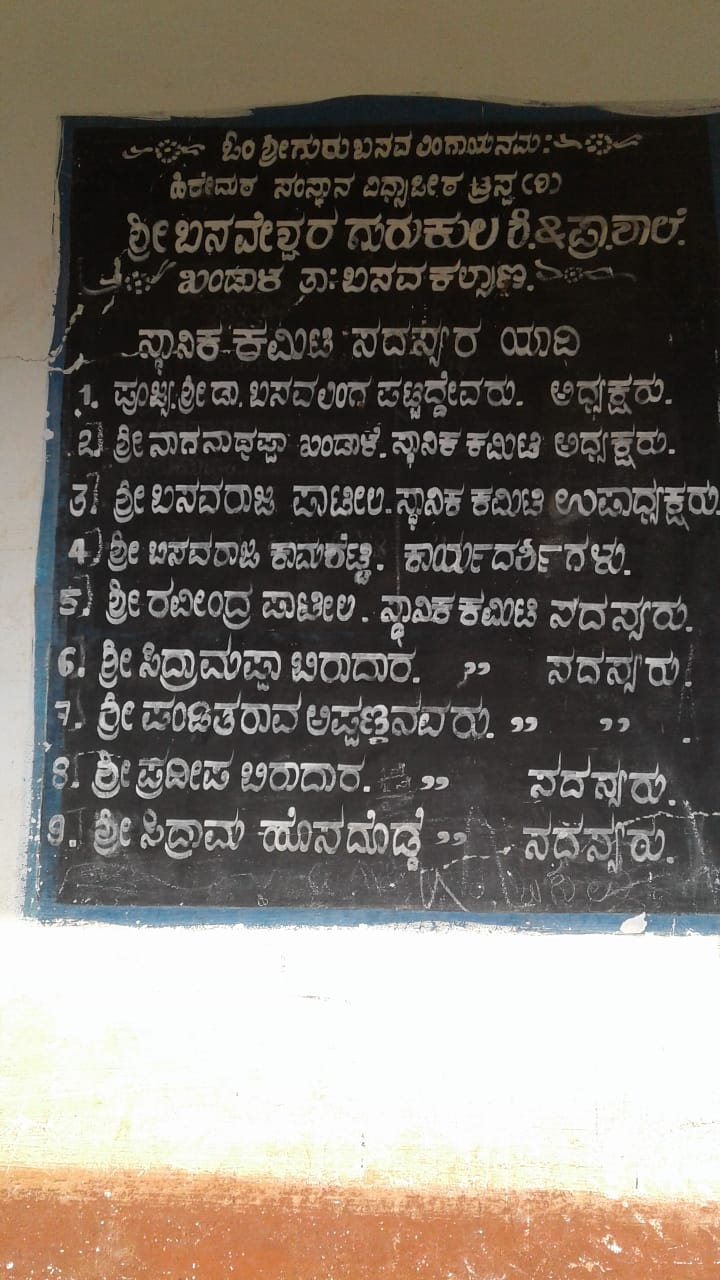 ಓಂ ಶ್ರೀಗುರುಬಸವ ಲಿಂಗಾಯನಮಃ
ಹಿರೇಮಠ ಸಂಸ್ಥಾನ ವಿಧ್ಯಾಪೀಠ ಟ್ರಸ್ಟ(ರಿ)
ಶ್ರೀ ಬಸವೇಶ್ವರ ಗುರುಕುಲ ಕಿ.&ಪ್ರಾ.ಶಾಲೆ.
ಖಂಡಾಳ ತಾ: ಬಸವಕಲ್ಯಾಣ.
ಸ್ಥಾನಿಕ ಕಮಿಟಿ ಸದಸ್ಯರ ಯಾದಿ
1. ಪೂಜ್ಯ.ಶ್ರೀ ಡಾ. ಬಸವಲಿಂಗ ಪಟ್ಟದ್ದೇವರು. ಅಧ್ಯಕ್ಷರು.
2. ಶ್ರೀ ನಾಗನಾಥಪ್ಪಾ ಖಂಡಾಳೆ. ಸ್ಥಾನಿಕ ಕಮಿಟಿ ಅಧ್ಯಕ್ಷರು.
3. ಶ್ರೀ ಬಸವರಾಜ ಪಾಟೀಲ. ಸ್ಥಾನಿಕ ಕಮಿಟಿ ಉಪಾಧ್ಯಕ್ಷರು.
4. ಶ್ರೀ ಬಸವರಾಜ ಕಾಮಶೆಟ್ಟಿ. ಕಾರ್ಯದರ್ಶಿಗಳು.
5. ಶ್ರೀ ರವೀಂದ್ರ ಪಾಟೀಲ. ಸ್ಥಾನಿಕ ಕಮಿಟಿ ಸದಸ್ಯರು.
6. ಶ್ರೀ ಸಿದ್ರಾಮಪ್ಪಾ ಬಿರಾದಾರ. ,, ಸದಸ್ಯರು.
7. ಶ್ರೀ ಪಂಡಿತರಾವ ಅಪ್ಪಣ್ಣನವರು. ,, ,, .
8. ಶ್ರೀ ಪ್ರದೀಪ ಬಿರಾದಾರ. ,, ಸದಸ್ಯರು.
9. ಶ್ರೀ ಸಿದ್ರಾಮ ಹೊಸದೊಡ್ಡೆ ,, ಸದಸ್ಯರು.